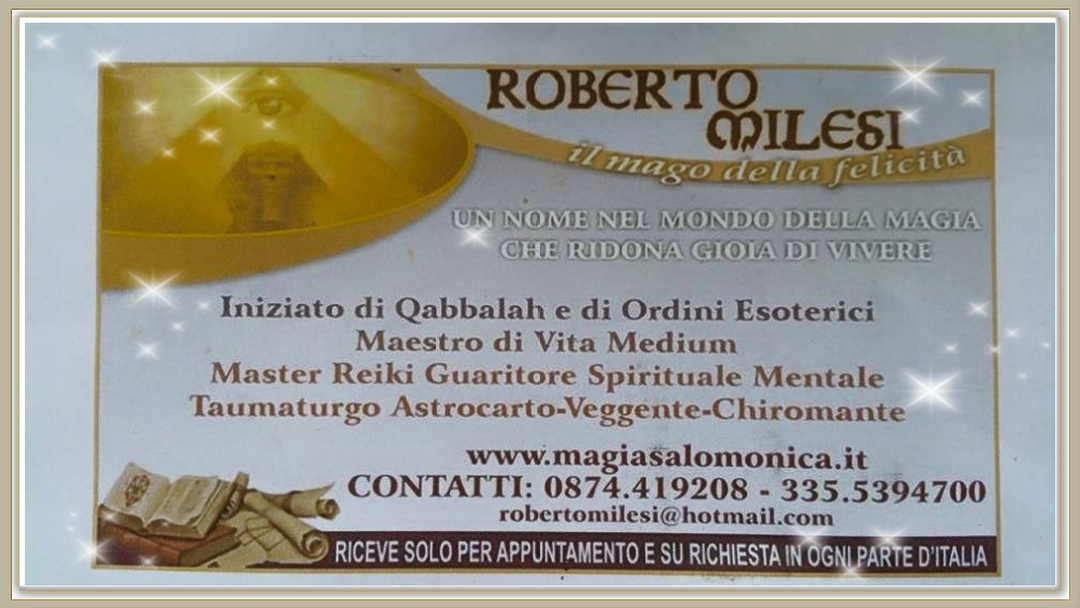 ROBERTO
MILESI
il mago della felicità
UN NOME NEL MONDO DELLA MAGIA
CHE RIDONA GIOIA DI VIVERE
Iniziato di Qabbalah e di Ordini Esoterici
Maestro di Vita Medium
Master Reiki Guaritore Spirituale Mentale
Taumaturgo Astrocarto-Veggente-Chiromante
www.magiasalomonica.it
CONTATTI: 0874.419208 - 335.5394700
robertomilesi@hotmail.com
RICEVE SOLO PER APPUNTAMENTO E SU RICHIESTA IN OGNI PARTE D'ITALIA